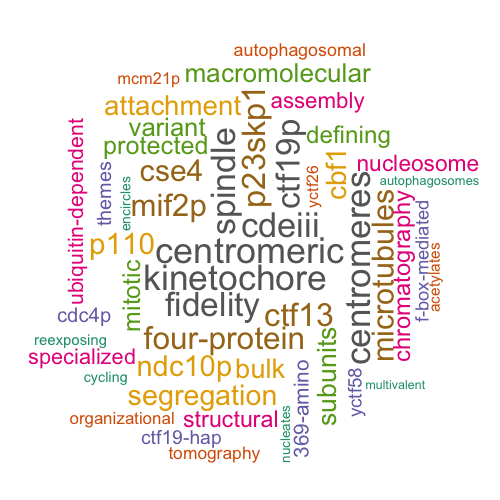 autophagosomal
mcm21p
macromolecular
attachment
assembly
variant
protected
defining
p23skp1
ctf19p
spindle
cse4
yctf26
cbf1
nucleosome
autophagosomes
ubiquitin-dependent
themes
encircles
mif2p
cdeiii
centromeres
microtubules
chromatography
f-box-mediated
acetylates
p110
centromeric
kinetochore
mitotic
fidelity
cdc4p
ctf13
reexposing
four-protein
subunits
specialized
ndc10p
bulk
cycling
segregation
369-amino
yctf58
multivalent
organizational
structural
nucleates
ctf19-hap
tomography